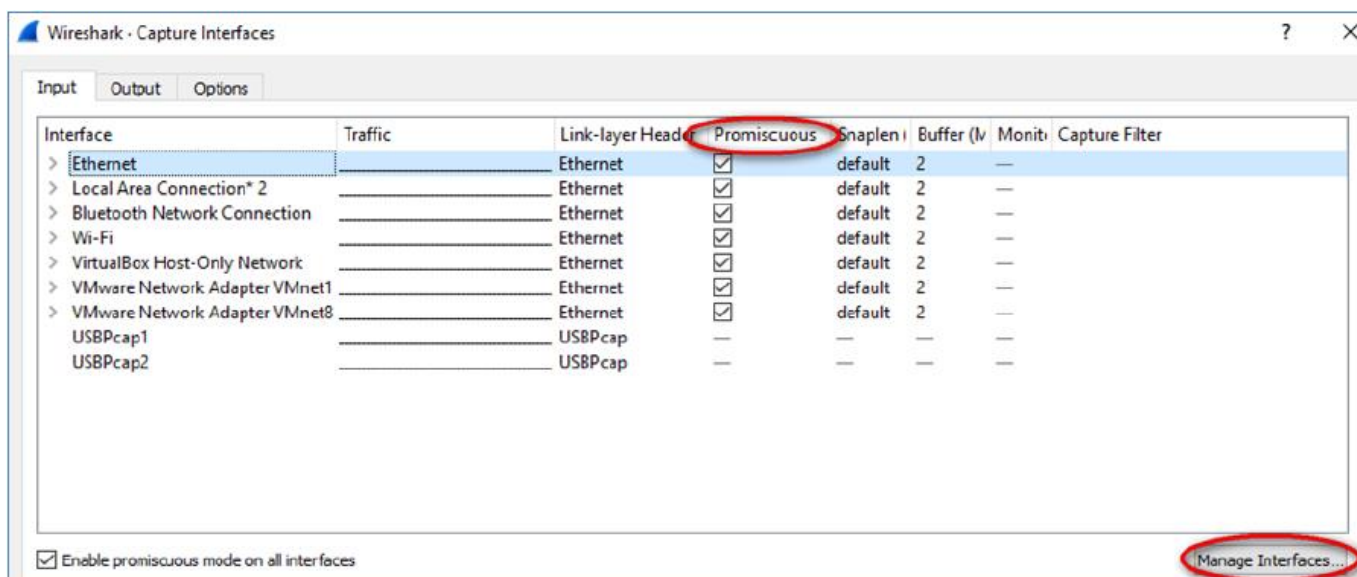 Wireshark · Capture Interfaces ?
Input Output Options
Interface Traffic Link-layer Header Promiscuous Snaplen ( Buffer (M Monit Capture Filter
Ethernet Ethernet default 2 —
Local Area Connection* 2 Ethernet default 2 —
Bluetooth Network Connection Ethernet default 2 —
Wi-Fi Ethernet default 2 —
VirtualBox Host-Only Network Ethernet default 2 —
VMware Network Adapter VMnet1 Ethernet default 2 —
VMware Network Adapter VMnet8 Ethernet default 2 —
USBPcap1 USBPcap — — — —
USBPcap2 USBPcap — — — —
Enable promiscuous mode on all interfaces Manage Interfaces...